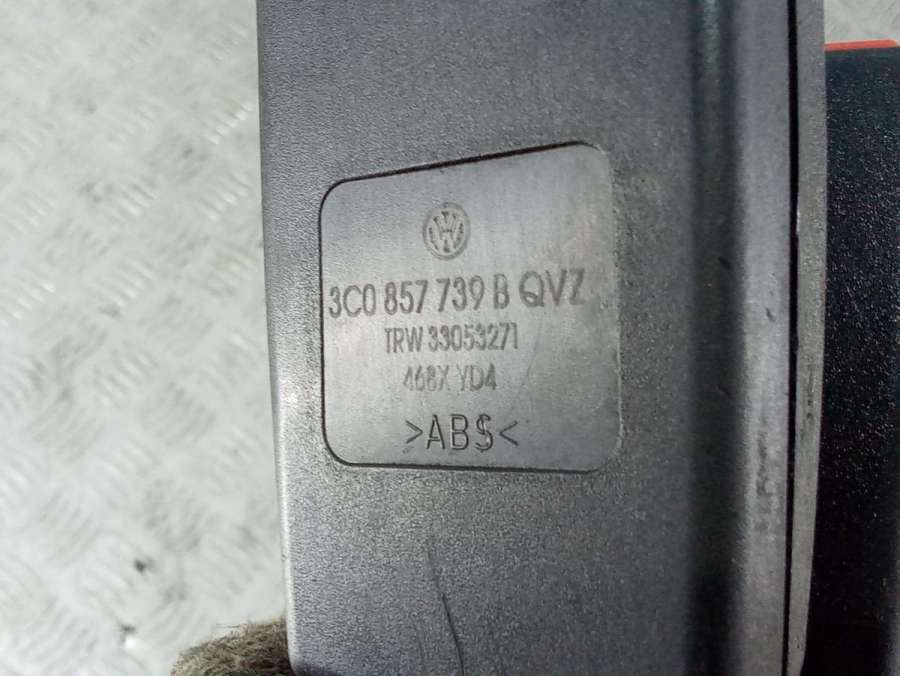 3C0 857 739 B QVZ
TRW 33053271
468X YD4
>ABS<